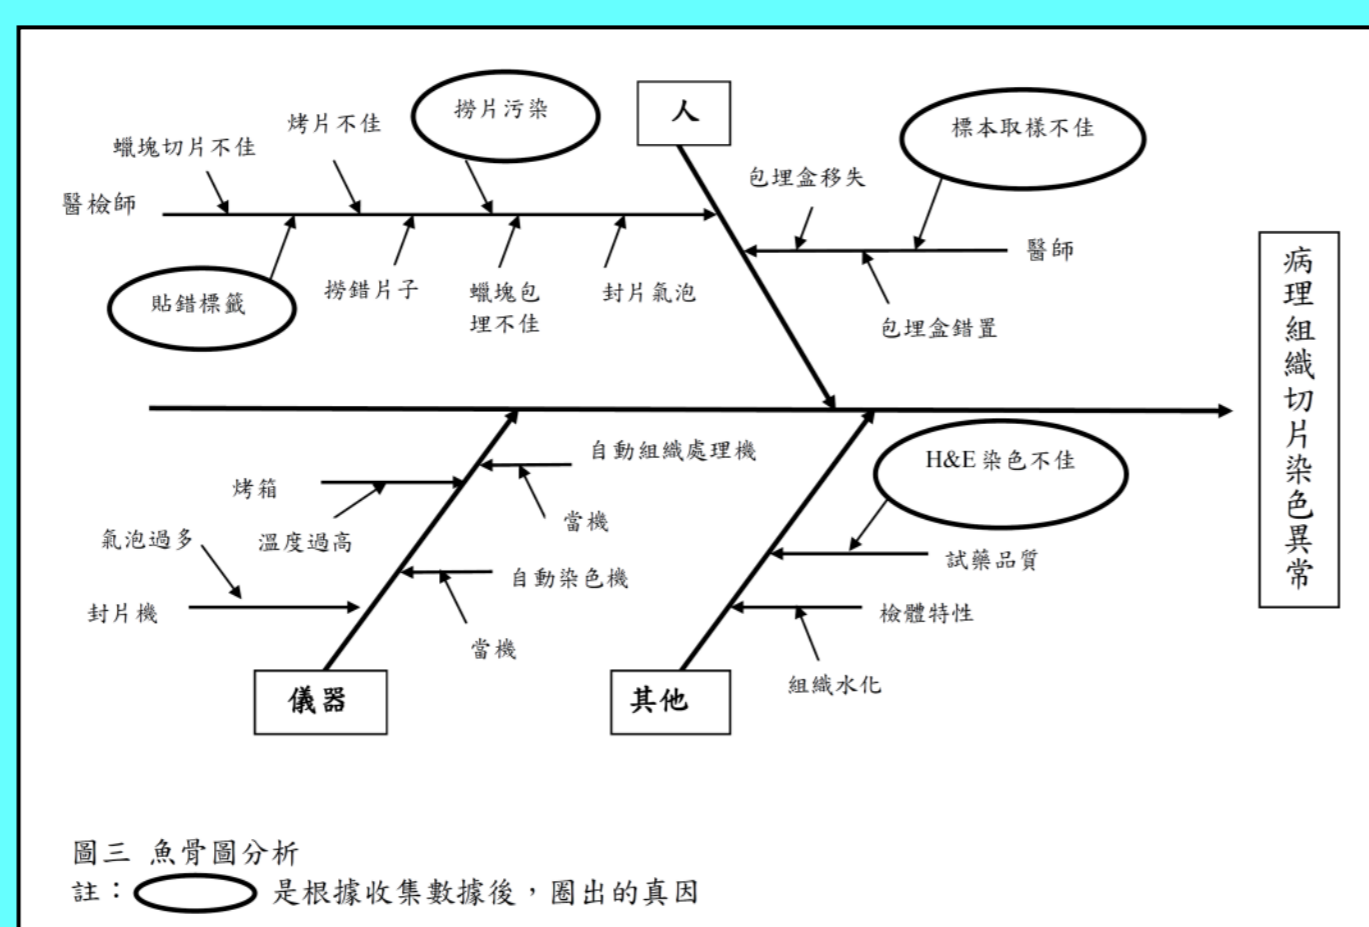 人
撈片污染
標本取樣不佳
烤片不佳
蠟塊切片不佳
包埋盒移失
醫檢師
醫師
貼錯標籤
撈錯片子
蠟塊包
埋不佳
封片氣泡
包埋盒錯置
病理組織切片染色異常
自動組織處理機
H&E 染色不佳
烤箱
當機
氣泡過多
溫度過高
試藥品質
自動染色機
封片機
檢體特性
當機
組織水化
儀器
其他
圖三 魚骨圖分析
註：是根據收集數據後，圈出的真因